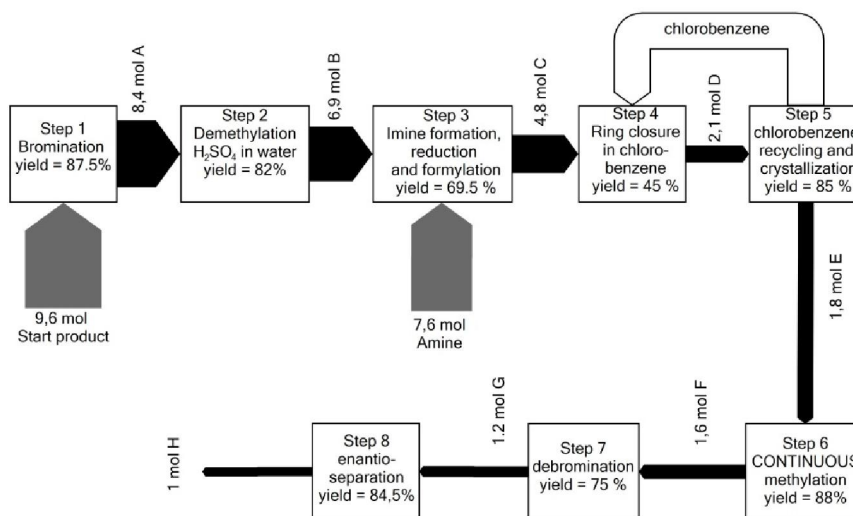 chlorobenzene
8,4 mol A
6,9 mol B
4,8 mol C
2,1 mol D
Step 1
Bromination
yield = 87.5%
Step 2
Demethylation
H₂SO₄ in water
yield = 82%
Step 3
Imine formation,
reduction
and formylation
yield = 69.5 %
Step 4
Ring closure
in chloro-
benzene
yield = 45 %
Step 5
chlorobenzene
recycling and
crystallization
yield = 85 %
9,6 mol
Start product
7,6 mol
Amine
1,8 mol E
1 mol H
Step 8
enantio-
separation
yield = 84,5%
1.2 mol G
Step 7
debromination
yield = 75 %
1,6 mol F
Step 6
CONTINUOUS
methylation
yield = 88%